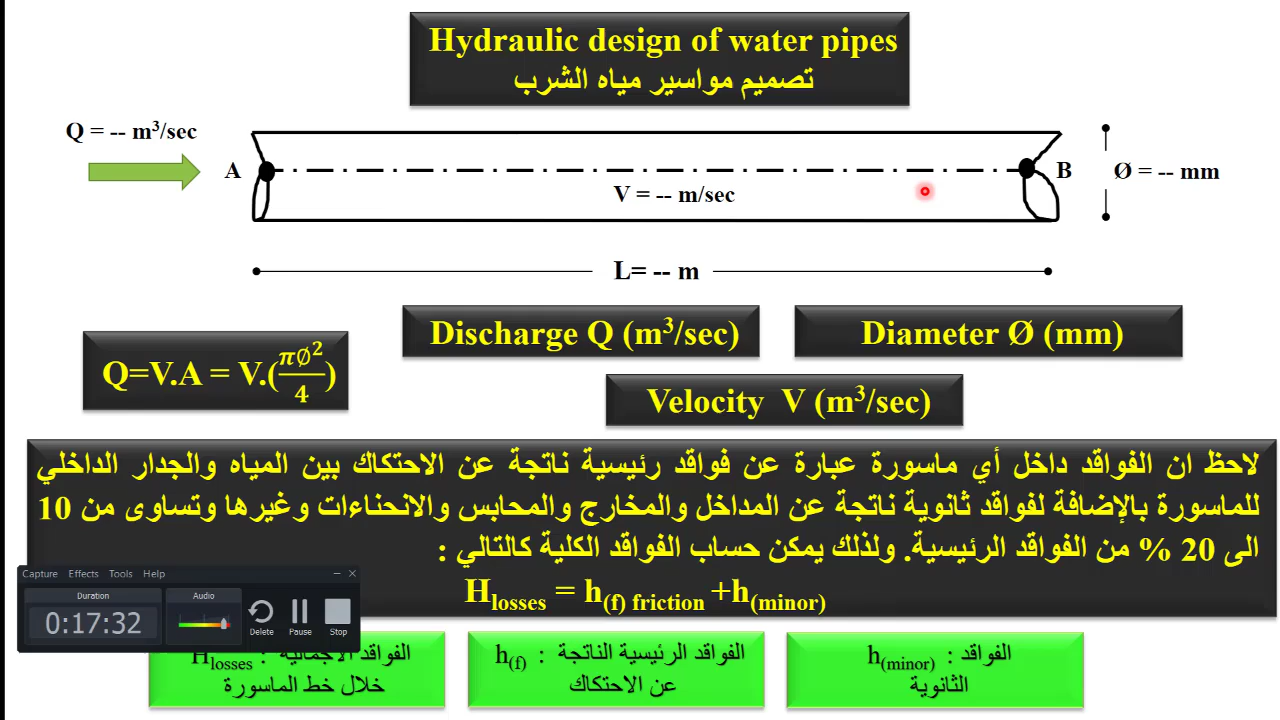 Hydraulic design of water pipes
تصميم مواسير مياه الشرب
Q = -- m³/sec
A
B
Ø = -- mm
V = -- m/sec
L= -- m
Discharge Q (m³/sec)
Diameter Ø (mm)
Q=V.A = V.(πØ²/4)
Velocity V (m³/sec)
لاحظ ان الفواقد داخل أي ماسورة عبارة عن فواقد رئيسية ناتجة عن الاحتكاك بين المياه والجدار الداخلي
للماسورة بالإضافة لفواقد ثانوية ناتجة عن المداخل والمخارج والمحابس والانحناءات وغيرها وتساوى من 10
الى 20 % من الفواقد الرئيسية. ولذلك يمكن حساب الفواقد الكلية كالتالي :
H losses = h (f) friction +h (minor)
Capture Effects Tools Help
Duration
Audio
0:17:32
Delete
Pause
Stop
H losses : الفواقد الاجمالية
خلال خط الماسورة
h (f) : الفواقد الرئيسية الناتجة
عن الاحتكاك
h (minor) : الفواقد
الثانوية